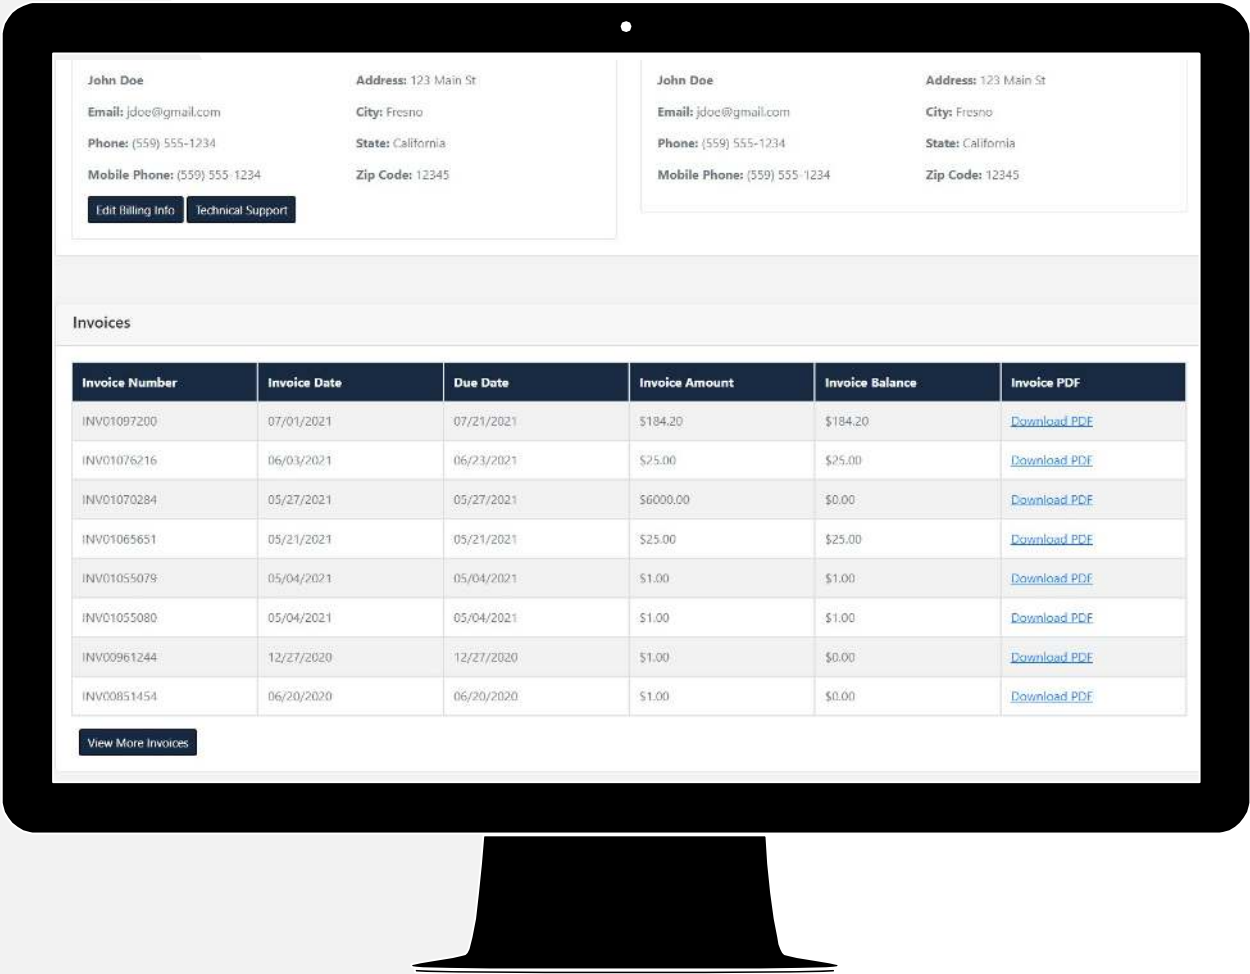 John Doe Address: 123 Main St John Doe Address: 123 Main St
Email: jdoe@gmail.com City: Fresno Email: jdoe@gmail.com City: Fresno
Phone: (559) 555-1234 State: California Phone: (559) 555-1234 State: California
Mobile Phone: (559) 555-1234 Zip Code: 12345 Mobile Phone: (559) 555-1234 Zip Code: 12345
Edit Billing Info Technical Support
Invoices
Invoice Number Invoice Date Due Date Invoice Amount Invoice Balance Invoice PDF
INV01097200 07/01/2021 07/21/2021 $184.20 $184.20 Download PDF
INV01076216 06/03/2021 06/23/2021 $25.00 $25.00 Download PDF
INV01070284 05/27/2021 05/27/2021 $6000.00 $0.00 Download PDF
INV01065651 05/21/2021 05/21/2021 $25.00 $25.00 Download PDF
INV01055079 05/04/2021 05/04/2021 $1.00 $1.00 Download PDF
INV01055080 05/04/2021 05/04/2021 $1.00 $1.00 Download PDF
INV00961244 12/27/2020 12/27/2020 $1.00 $0.00 Download PDF
INV00851454 06/20/2020 06/20/2020 $1.00 $0.00 Download PDF
View More Invoices